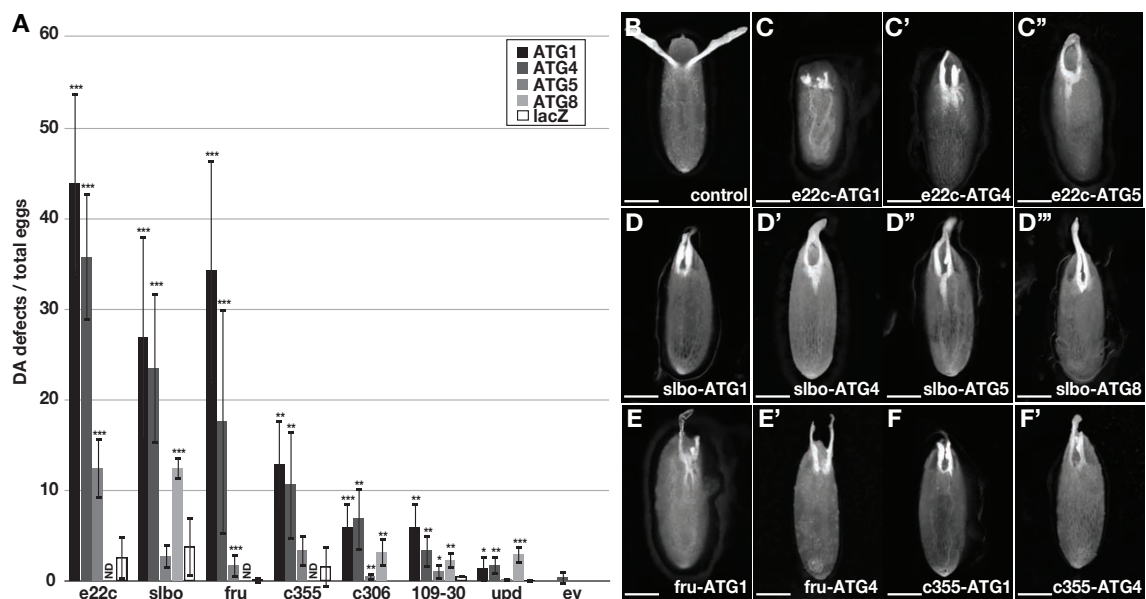 A
60
50
40
30
20
10
0
DA defects / total eggs
ATG1
ATG4
ATG5
ATG8
lacZ
*** *** *** ND
*** *** ***
*** *** *** ND
** ** ND
*** ** ** **
** ** * **
* ** ***
e22c slbo fru c355 c306 109-30 upd ey
B
control
C
e22c-ATG1
C'
e22c-ATG4
C"
e22c-ATG5
D
slbo-ATG1
D'
slbo-ATG4
D"
slbo-ATG5
D'"
slbo-ATG8
E
fru-ATG1
E'
fru-ATG4
F
c355-ATG1
F'
c355-ATG4